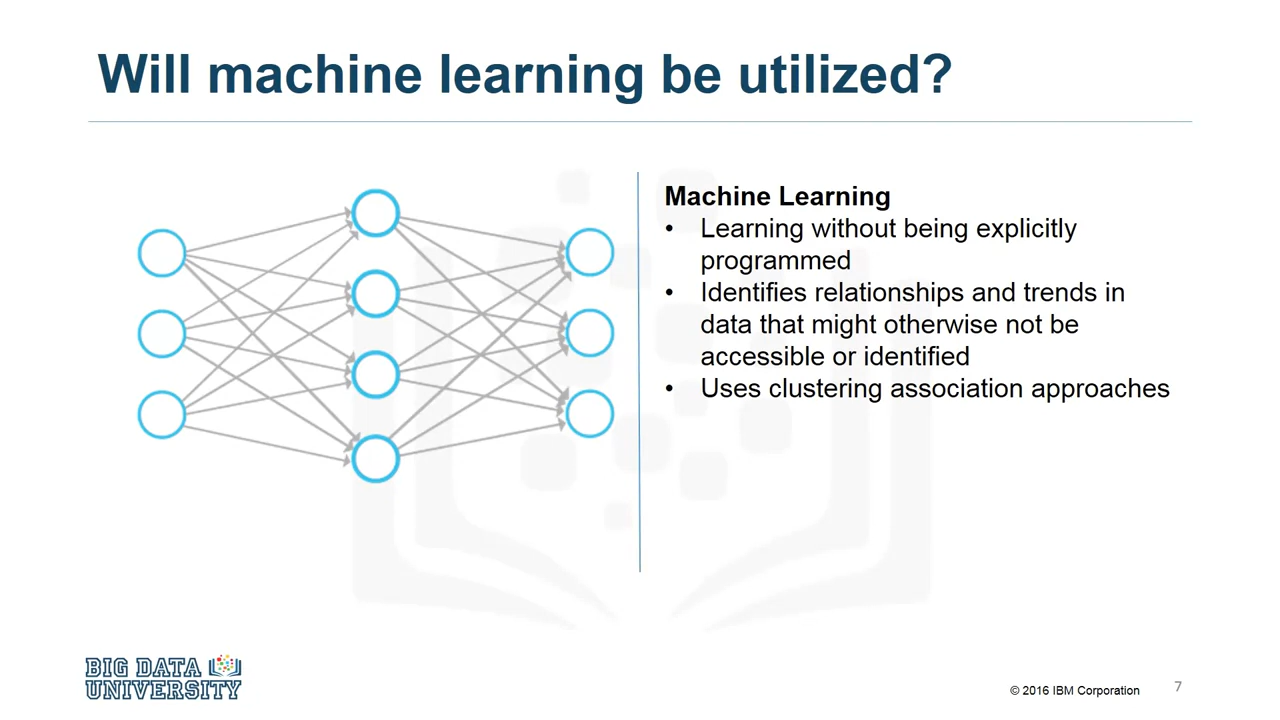 Will machine learning be utilized?
Machine Learning
• Learning without being explicitly
programmed
• Identifies relationships and trends in
data that might otherwise not be
accessible or identified
• Uses clustering association approaches
BIG DATA
UNIVERSITY
© 2016 IBM Corporation
7